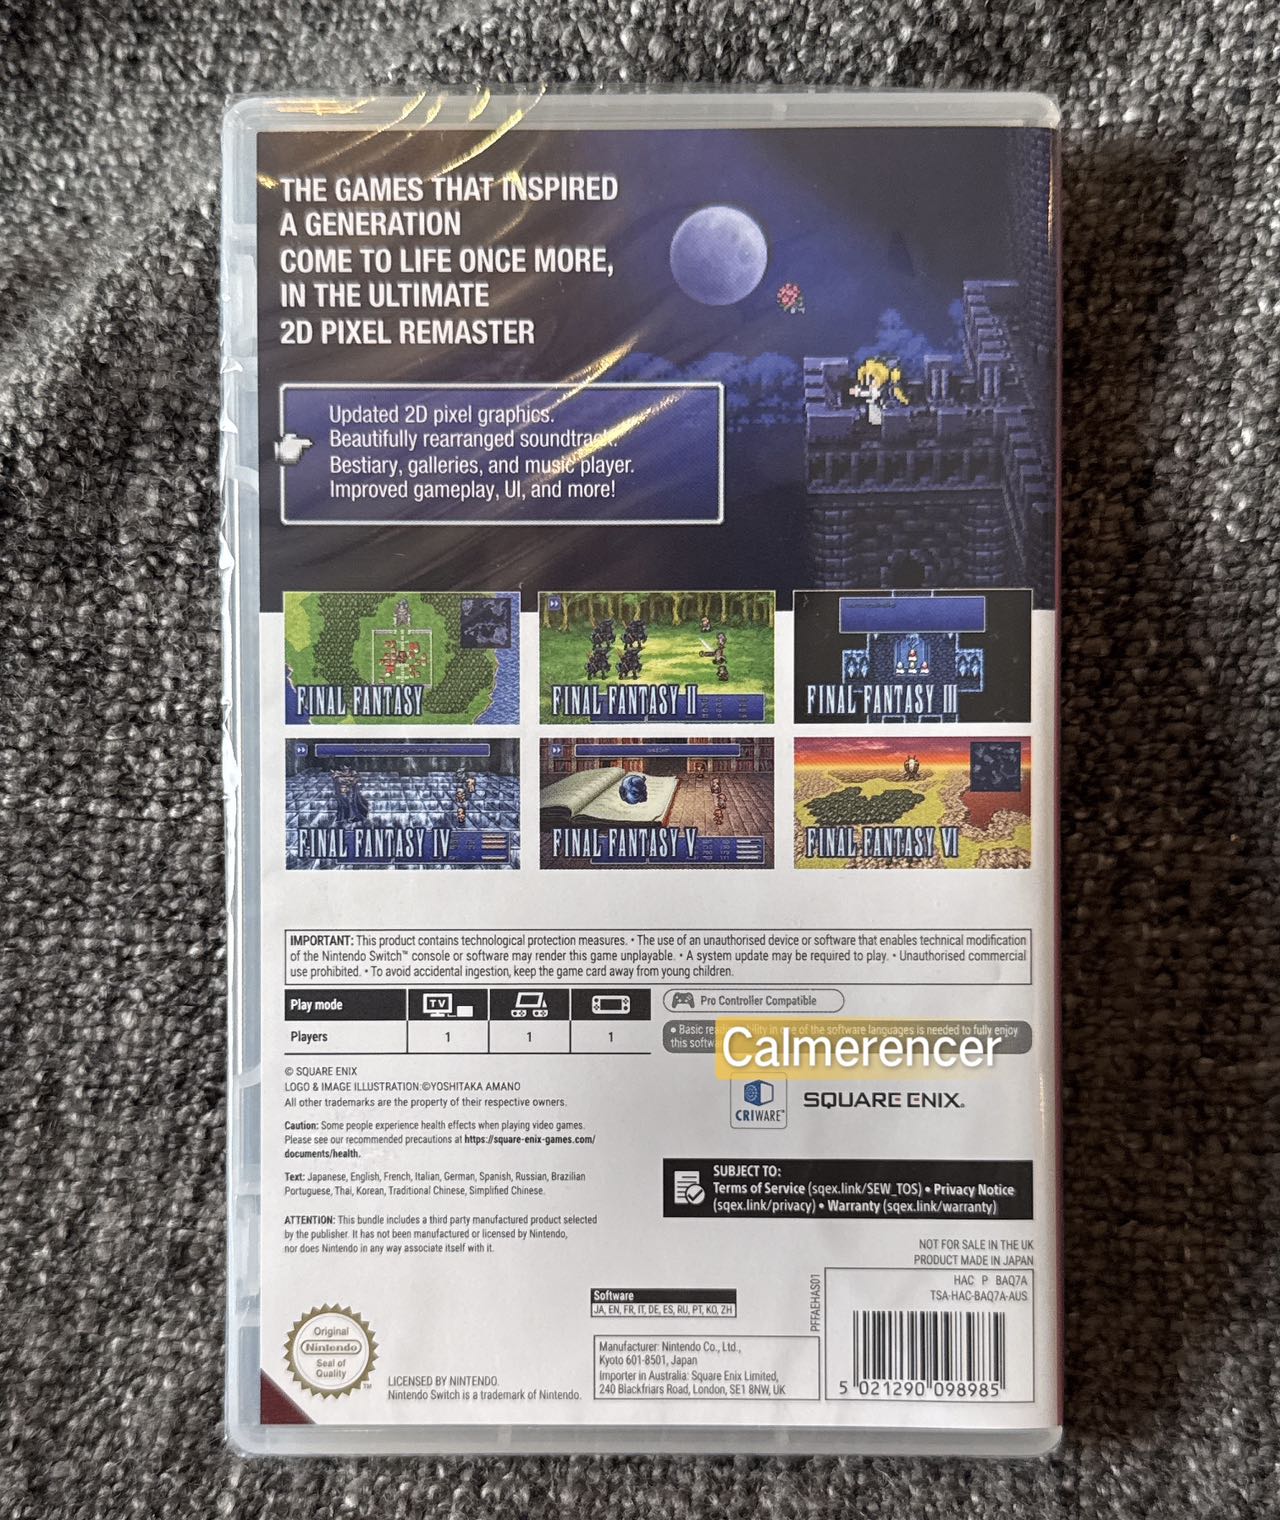 THE GAMES THAT INSPIRED
A GENERATION
COME TO LIFE ONCE MORE,
IN THE ULTIMATE
2D PIXEL REMASTER
Updated 2D pixel graphics.
Beautifully rearranged soundtrack.
Bestiary, galleries, and music player.
Improved gameplay, UI, and more!
FINAL FANTASY
FINAL FANTASY II
FINAL FANTASY III
FINAL FANTASY IV
FINAL FANTASY V
FINAL FANTASY VI
IMPORTANT: This product contains technological protection measures. • The use of an unauthorised device or software that enables technical modification
of the Nintendo Switch™ console or software may render this game unplayable. • A system update may be required to play. • Unauthorised commercial
use prohibited. • To avoid accidental ingestion, keep the game card away from young children.
Play mode
TV
Players
1
1
1
Pro Controller Compatible
• Basic one of the software languages is needed to fully enjoy
this
Calmerencer
© SQUARE ENIX
LOGO & IMAGE ILLUSTRATION:©YOSHITAKA AMANO
All other trademarks are the property of their respective owners.
Caution: Some people experience health effects when playing video games.
Please see our recommended precautions at https://square-enix-games.com/
documents/health.
Text: Japanese, English, French, Italian, German, Spanish, Russian, Brazilian
Portuguese, Thai, Korean, Traditional Chinese, Simplified Chinese.
ATTENTION: This bundle includes a third party manufactured product selected
by the publisher. It has not been manufactured or licensed by Nintendo,
nor does Nintendo in any way associate itself with it.
CRIWARE™
SQUARE ENIX.
SUBJECT TO:
Terms of Service (sqex.link/SEW_TOS) • Privacy Notice
(sqex.link/privacy) • Warranty (sqex.link/warranty)
NOT FOR SALE IN THE UK
PRODUCT MADE IN JAPAN
HAC P BAQ7A
TSA-HAC-BAQ7A-AUS
PFFAEHAS01
5 021290 098985
Software
JA, EN, FR, IT, DE, ES, RU, PT, KO, ZH
Manufacturer: Nintendo Co., Ltd.,
Kyoto 601-8501, Japan
Importer in Australia: Square Enix Limited,
240 Blackfriars Road, London, SE1 8NW, UK
Original
Nintendo
Seal of
Quality
TM
LICENSED BY NINTENDO.
Nintendo Switch is a trademark of Nintendo.